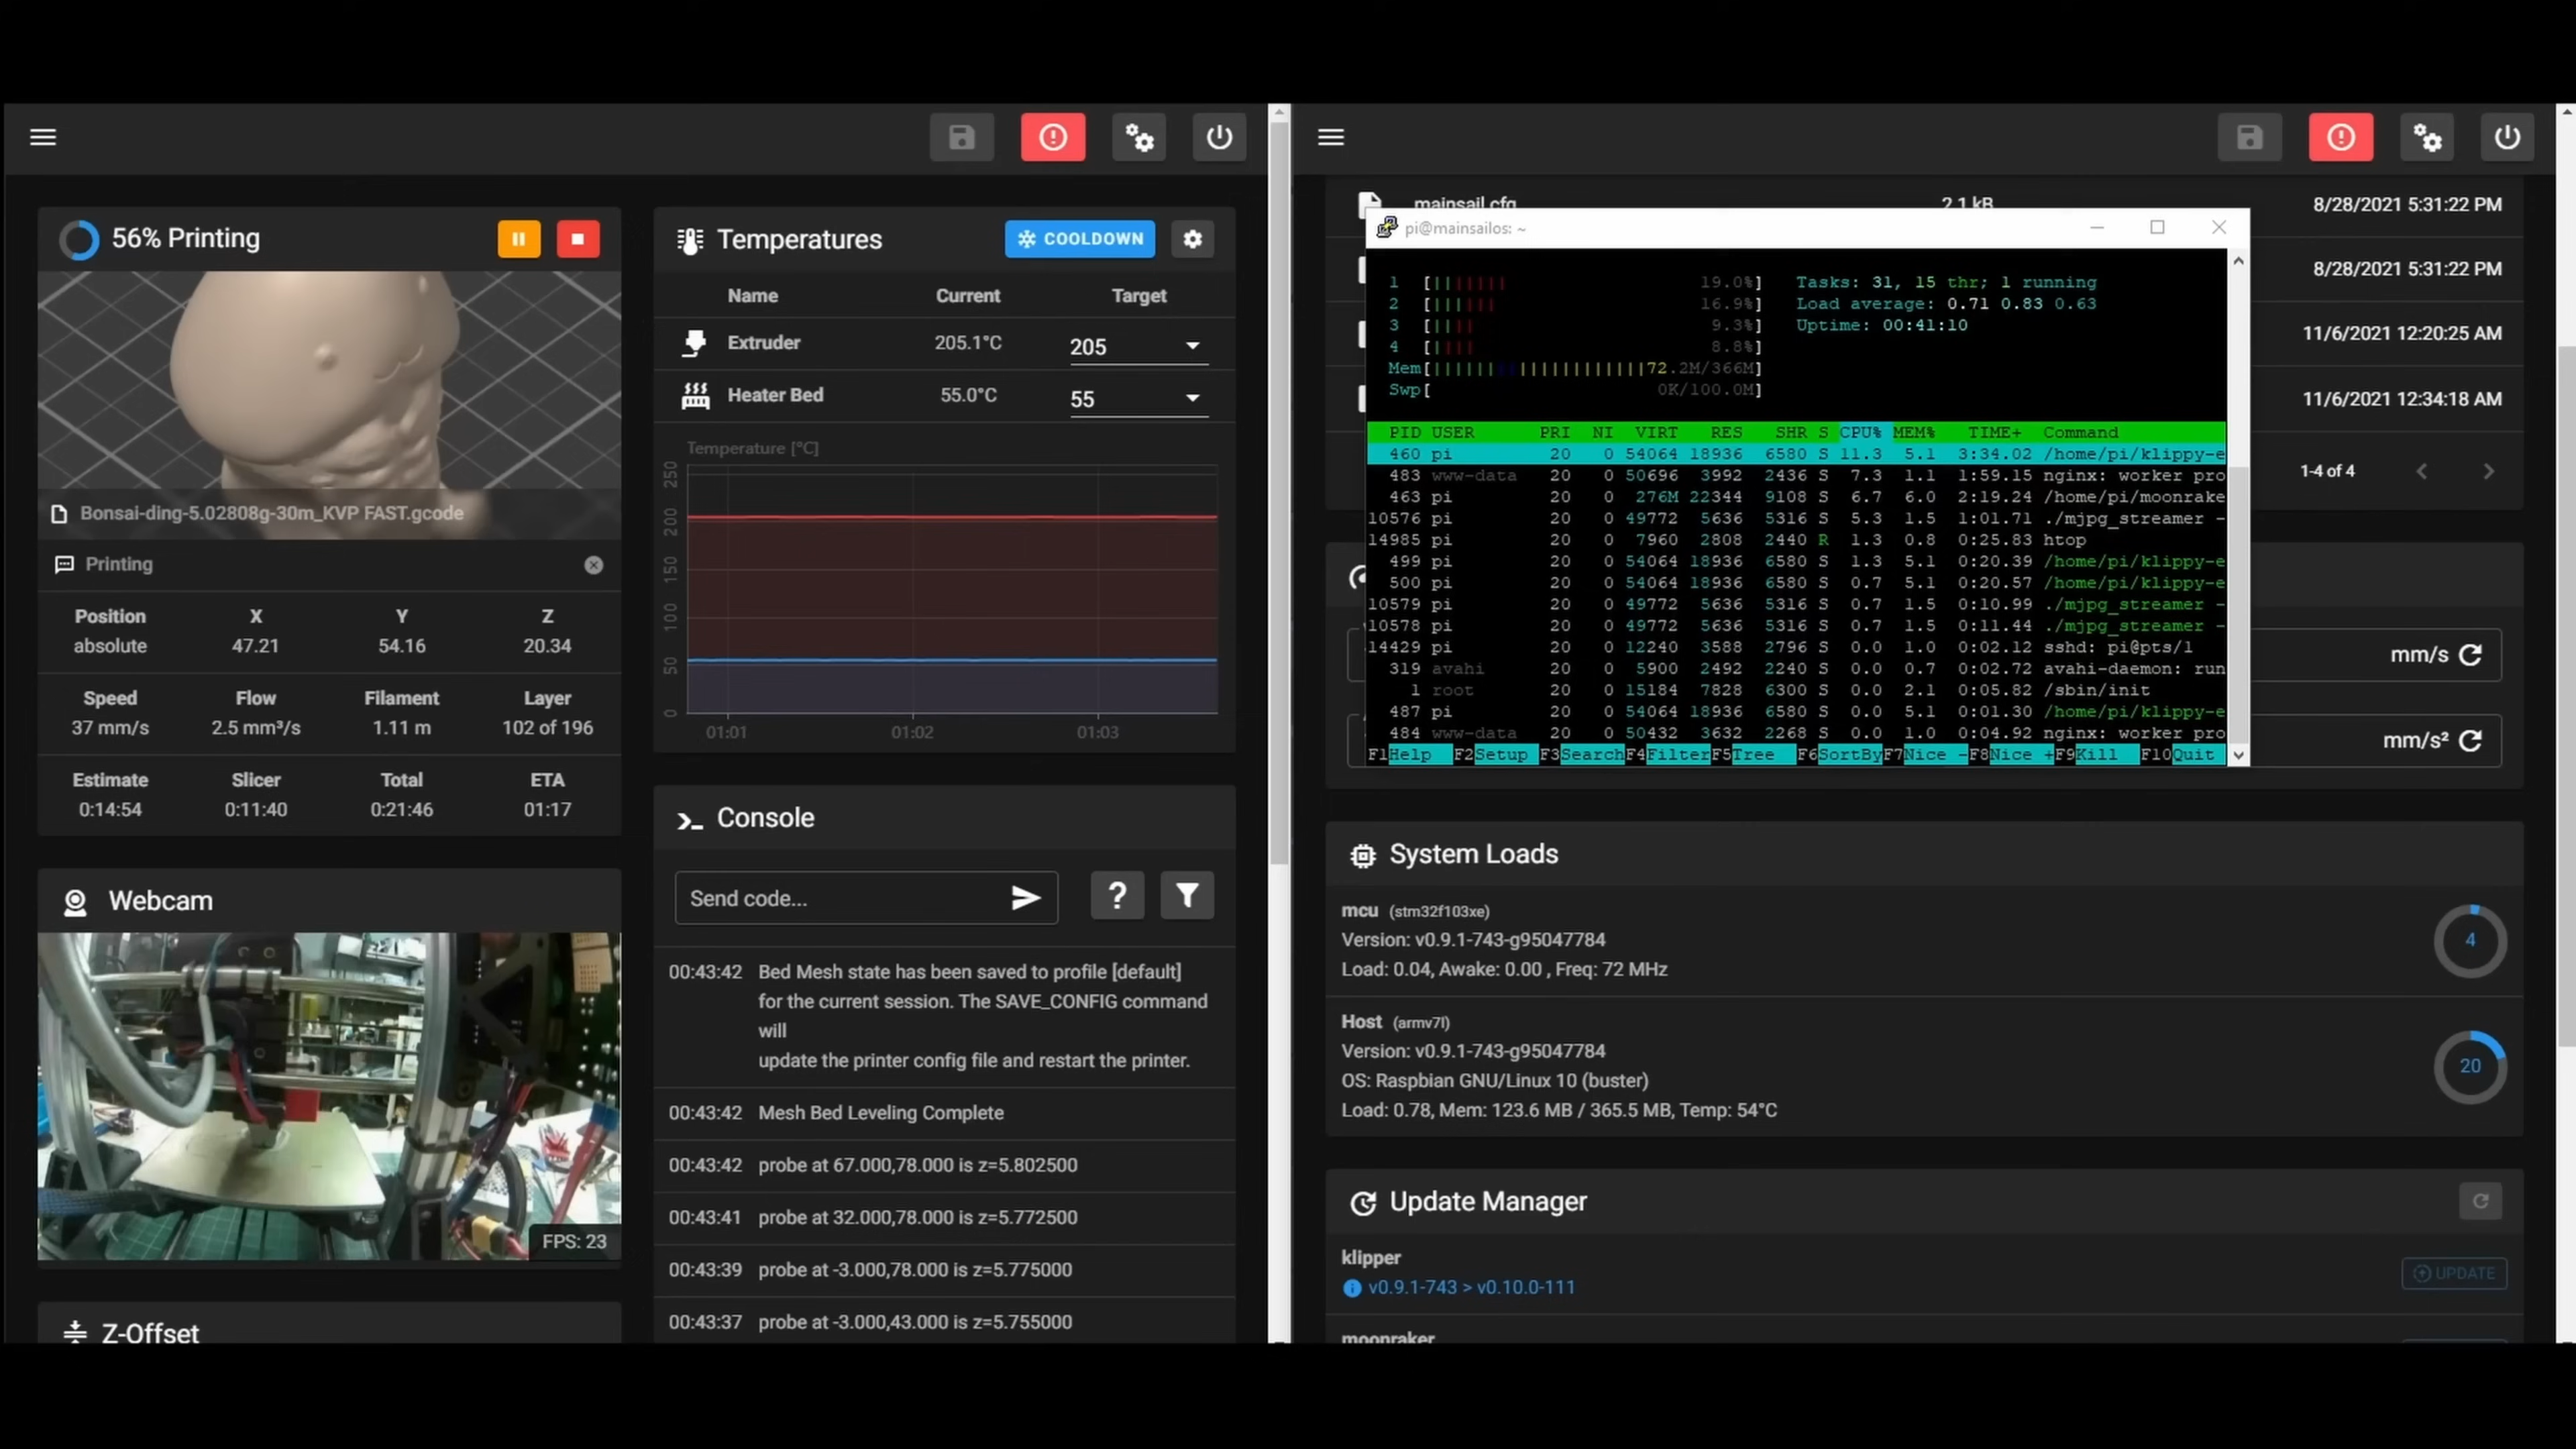 56% Printing
Bonsai-ding-5.02808g-30m_KVP FAST.gcode
Printing
Position X Y Z
absolute 47.21 54.16 20.34
Speed Flow Filament Layer
37 mm/s 2.5 mm³/s 1.11 m 102 of 196
Estimate Slicer Total ETA
0:14:54 0:11:40 0:21:46 01:17
Webcam
FPS: 23
Z-Offset
Temperatures
COOLDOWN
Name Current Target
Extruder 205.1°C 205
Heater Bed 55.0°C 55
Temperature [°C]
250
200
150
100
50
0
01:01 01:02 01:03
Console
Send code...
?
00:43:42 Bed Mesh state has been saved to profile [default]
for the current session. The SAVE_CONFIG command
will
update the printer config file and restart the printer.
00:43:42 Mesh Bed Leveling Complete
00:43:42 probe at 67.000,78.000 is z=5.802500
00:43:41 probe at 32.000,78.000 is z=5.772500
00:43:39 probe at -3.000,78.000 is z=5.775000
00:43:37 probe at -3.000,43.000 is z=5.755000
mainsail.cfg 2.1 kB 8/28/2021 5:31:22 PM
8/28/2021 5:31:22 PM
11/6/2021 12:20:25 AM
11/6/2021 12:34:18 AM
1-4 of 4
pi@mainsailos: ~
1 [|||||||| 19.0%] Tasks: 31, 15 thr; 1 running
2 [||||||| 16.9%] Load average: 0.71 0.83 0.63
3 [|||| 9.3%] Uptime: 00:41:10
4 [|||| 8.8%]
Mem[||||||||||||||||||||72.2M/366M]
Swp[ 0K/100.0M]
PID USER PRI NI VIRT RES SHR S CPU% MEM% TIME+ Command
460 pi 20 0 54064 18936 6580 S 11.3 5.1 3:34.02 /home/pi/klippy-e
483 www-data 20 0 50696 3992 2436 S 7.3 1.1 1:59.15 nginx: worker pro
463 pi 20 0 276M 22344 9108 S 6.7 6.0 2:19.24 /home/pi/moonrake
10576 pi 20 0 49772 5636 5316 S 5.3 1.5 1:01.71 ./mjpg_streamer -
14985 pi 20 0 7960 2808 2440 R 1.3 0.8 0:25.83 htop
499 pi 20 0 54064 18936 6580 S 1.3 5.1 0:20.39 /home/pi/klippy-e
500 pi 20 0 54064 18936 6580 S 0.7 5.1 0:20.57 /home/pi/klippy-e
10579 pi 20 0 49772 5636 5316 S 0.7 1.5 0:10.99 ./mjpg_streamer -
10578 pi 20 0 49772 5636 5316 S 0.7 1.5 0:11.44 ./mjpg_streamer -
14429 pi 20 0 12240 3588 2796 S 0.0 1.0 0:02.12 sshd: pi@pts/1
319 avahi 20 0 5900 2492 2240 S 0.0 0.7 0:02.72 avahi-daemon: run
1 root 20 0 15184 7828 6300 S 0.0 2.1 0:05.82 /sbin/init
487 pi 20 0 54064 18936 6580 S 0.0 5.1 0:01.30 /home/pi/klippy-e
484 www-data 20 0 50432 3632 2268 S 0.0 1.0 0:04.92 nginx: worker pro
F1Help F2Setup F3SearchF4FilterF5Tree F6SortByF7Nice -F8Nice +F9Kill F10Quit
mm/s
mm/s²
System Loads
mcu (stm32f103xe)
Version: v0.9.1-743-g95047784
Load: 0.04, Awake: 0.00 , Freq: 72 MHz
4
Host (armv7l)
Version: v0.9.1-743-g95047784
OS: Raspbian GNU/Linux 10 (buster)
Load: 0.78, Mem: 123.6 MB / 365.5 MB, Temp: 54°C
20
Update Manager
klipper
v0.9.1-743 > v0.10.0-111
UPDATE
moonraker